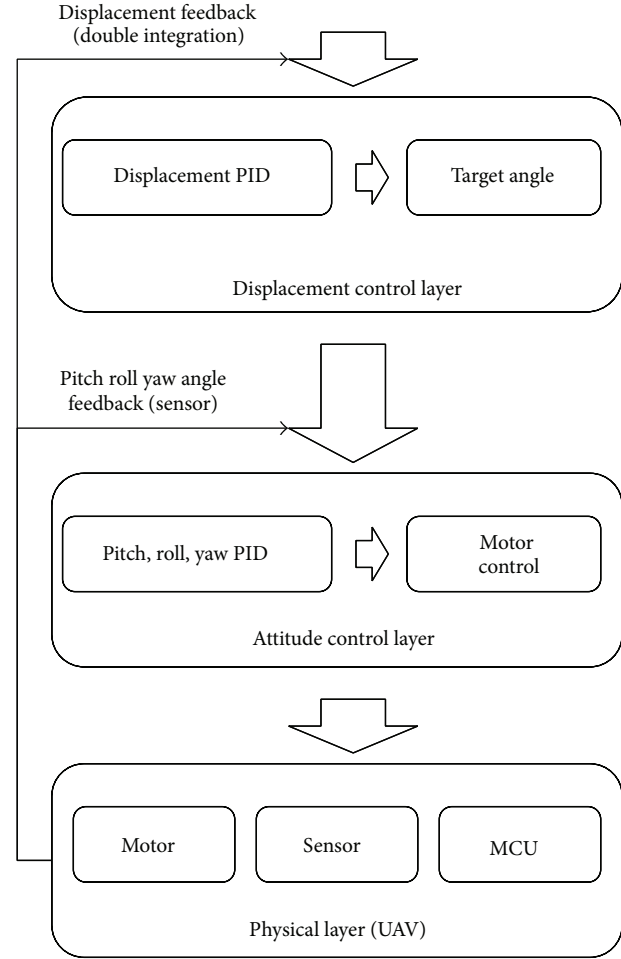 Displacement feedback
(double integration)
Displacement PID
Target angle
Displacement control layer
Pitch roll yaw angle
feedback (sensor)
Pitch, roll, yaw PID
Motor
control
Attitude control layer
Motor
Sensor
MCU
Physical layer (UAV)